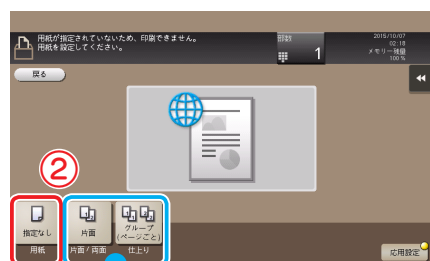 用紙が指定されていないため、印刷できません。
用紙を設定してください。
部数
1
2015/10/07
02:18
メモリー残量
100 %
戻る
②
指定なし
用紙
片面
片面/両面
グループ
(ページごと)
仕上り
応用設定